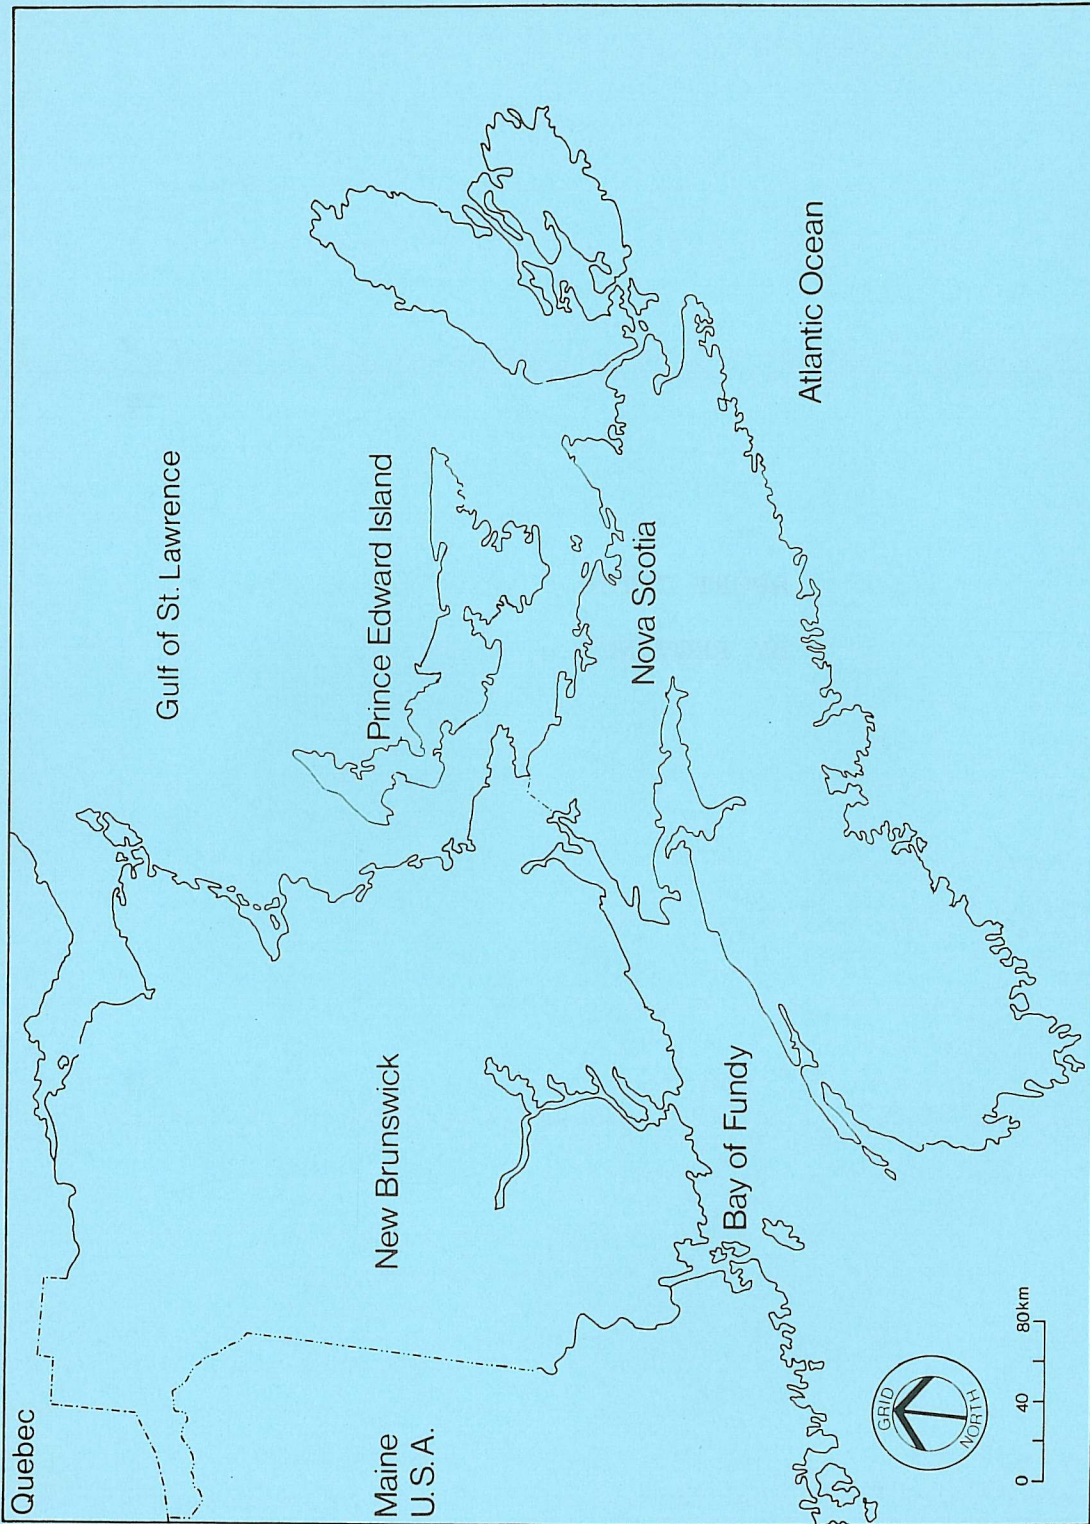 Quebec
Gulf of St. Lawrence
Prince Edward Island
New Brunswick
Maine
U.S.A.
Nova Scotia
Atlantic Ocean
Bay of Fundy
GRID
NORTH
0 40 80km